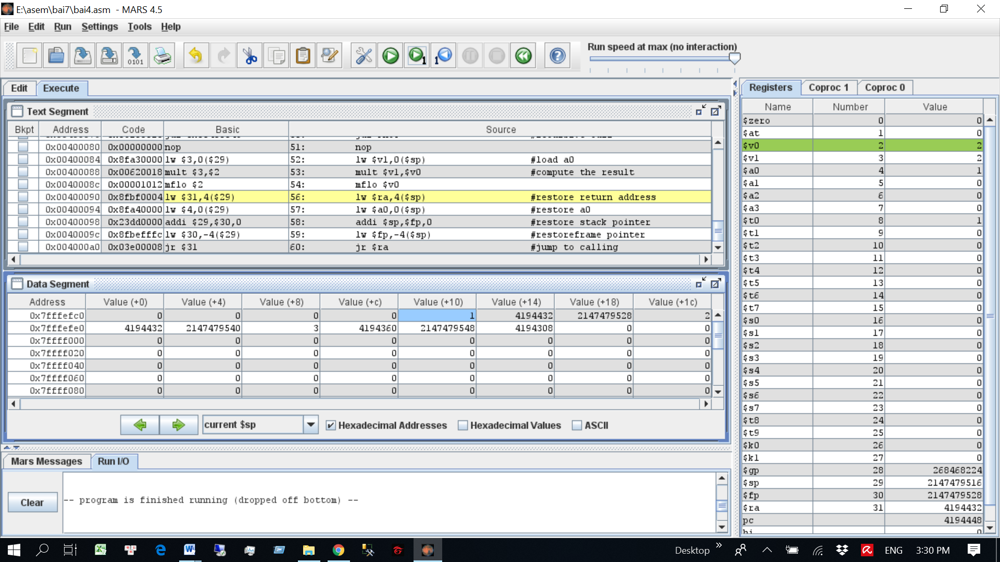 E:\asem\bai7\bai4.asm - MARS 4.5
File Edit Run Settings Tools Help
Run speed at max (no interaction)
Edit Execute
Text Segment
Bkpt Address Code Basic Source
0x00400080 0x00000000 nop 51: nop
0x00400084 0x8fa30000 lw $3,0($29) 52: lw $v1,0($sp) #load a0
0x00400088 0x00620018 mult $3,$2 53: mult $v1,$v0 #compute the result
0x0040008c 0x00001012 mflo $2 54: mflo $v0
0x00400090 0x8fbf0004 lw $31,4($29) 56: lw $ra,4($sp) #restore return address
0x00400094 0x8fa40000 lw $4,0($29) 57: lw $a0,0($sp) #restore a0
0x00400098 0x23dd0000 addi $29,$30,0 58: addi $sp,$fp,0 #restore stack pointer
0x0040009c 0x8fbefffc lw $30,-4($29) 59: lw $fp,-4($sp) #restoreframe pointer
0x004000a0 0x03e00008 jr $31 60: jr $ra #jump to calling
Data Segment
Address Value (+0) Value (+4) Value (+8) Value (+c) Value (+10) Value (+14) Value (+18) Value (+1c)
0x7fffefc0 0 0 0 0 1 4194432 2147479528 2
0x7fffefe0 4194432 2147479540 3 4194360 2147479548 4194308 0 0
0x7ffff000 0 0 0 0 0 0 0 0
0x7ffff020 0 0 0 0 0 0 0 0
0x7ffff040 0 0 0 0 0 0 0 0
0x7ffff060 0 0 0 0 0 0 0 0
0x7ffff080 0 0 0 0 0 0 0 0
current $sp Hexadecimal Addresses Hexadecimal Values ASCII
Mars Messages Run I/O
Clear
-- program is finished running (dropped off bottom) --
Registers Coproc 1 Coproc 0
Name Number Value
$zero 0 0
$at 1 0
$v0 2 2
$v1 3 2
$a0 4 1
$a1 5 0
$a2 6 0
$a3 7 0
$t0 8 1
$t1 9 0
$t2 10 0
$t3 11 0
$t4 12 0
$t5 13 0
$t6 14 0
$t7 15 0
$s0 16 0
$s1 17 0
$s2 18 0
$s3 19 0
$s4 20 0
$s5 21 0
$s6 22 0
$s7 23 0
$t8 24 0
$t9 25 0
$k0 26 0
$k1 27 0
$gp 28 268468224
$sp 29 2147479516
$fp 30 2147479528
$ra 31 4194432
pc 4194448
hi 0
Desktop ENG 3:30 PM